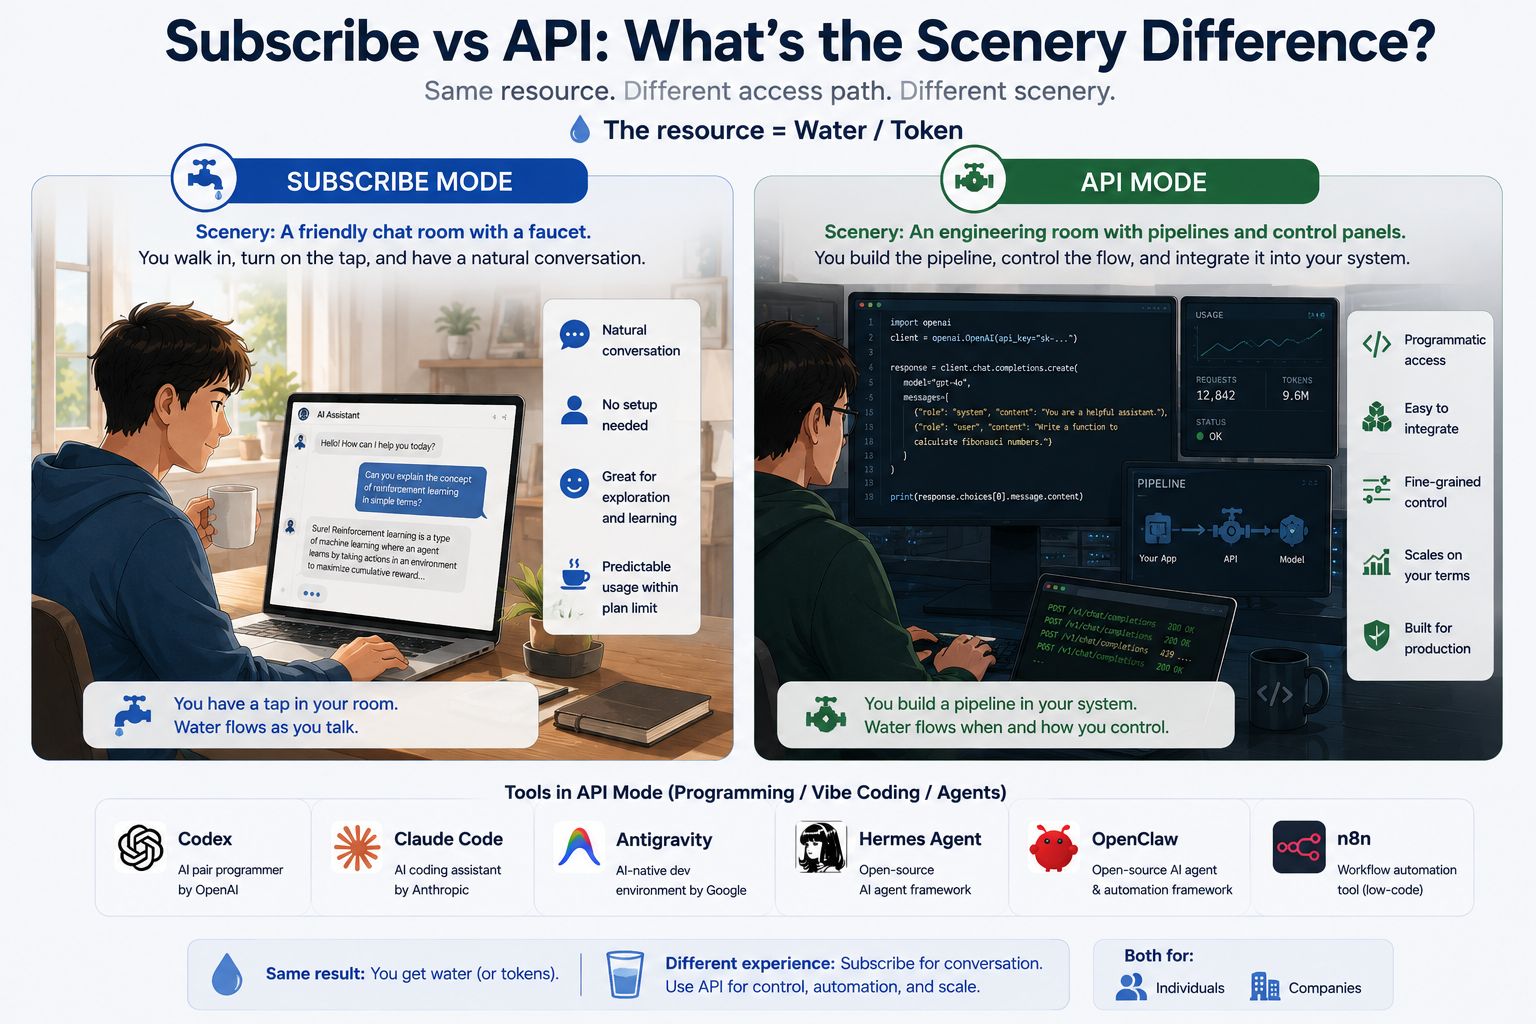 Subscribe vs API: What's the Scenery Difference?
Same resource. Different access path. Different scenery.
The resource = Water / Token
SUBSCRIBE MODE
Scenery: A friendly chat room with a faucet.
You walk in, turn on the tap, and have a natural conversation.
AI Assistant
Hello! How can I help you today?
Can you explain the concept
of reinforcement learning
in simple terms?
Sure! Reinforcement learning is a type
of machine learning where an agent
learns by taking actions in an environment
to maximize cumulative reward...
Natural
conversation
No setup
needed
Great for
exploration
and learning
Predictable
usage within
plan limit
You have a tap in your room.
Water flows as you talk.
API MODE
Scenery: An engineering room with pipelines and control panels.
You build the pipeline, control the flow, and integrate it into your system.
1 import openai
2 client = openai.OpenAI(api_key="sk-...")
3
4 response = client.chat.completions.create(
5 model="gpt-4o",
messages=[
15 {"role": "system", "content": "You are a helpful assistant."},
{"role": "user", "content": "Write a function to
calcultate fibonauci numbers."}
]
13 )
print(response.choices[0].message.content)
USAGE
REQUESTS TOKENS
12,842 9.6M
STATUS
OK
PIPELINE
Your App API Model
POST /v1/chat/completions 200 OK
POST /v1/chat/completions 200 OK
POST /v1/chat/completions
POST /v1/chat/completions 200 OK
...
</>
Programmatic
access
Easy to
integrate
Fine-grained
control
Scales on
your terms
Built for
production
You build a pipeline in your system.
Water flows when and how you control.
</>
Tools in API Mode (Programming / Vibe Coding / Agents)
Codex
AI pair programmer
by OpenAI
Claude Code
AI coding assistant
by Anthropic
Antigravity
AI-native dev
environment by Google
Hermes Agent
Open-source
AI agent framework
OpenClaw
Open-source AI agent
& automation framework
n8n
Workflow automation
tool (low-code)
Same result: You get water (or tokens).
Different experience: Subscribe for conversation.
Use API for control, automation, and scale.
Both for:
Individuals
Companies